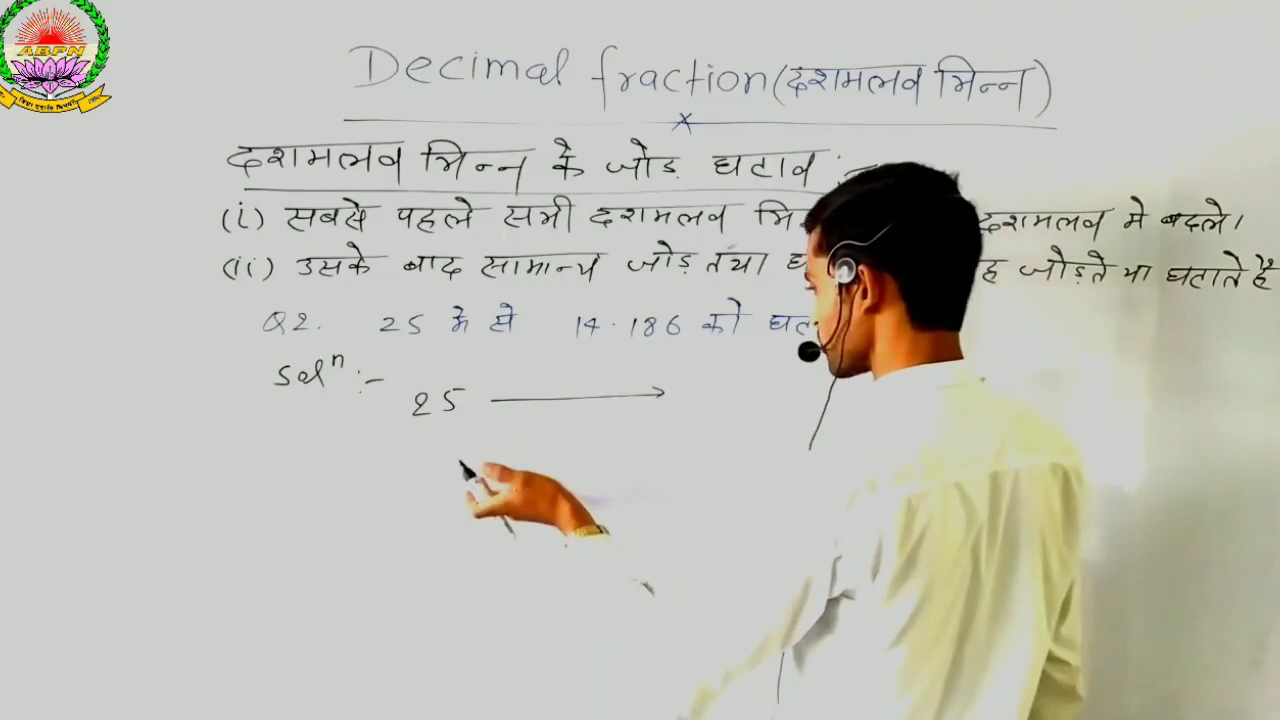 ABPN
Decimal fraction (दशमलव भिन्न)
दशमलव भिन्न के जोड़ घटाव :-
(i) सबसे पहले सभी दशमलव दशमलव मे बदले।
(ii) उसके बाद सामान्य जोड़ तथा जोड़ते या घटाते है
Q2. 25 मे से 14.186 को
Solⁿ :-
25 →